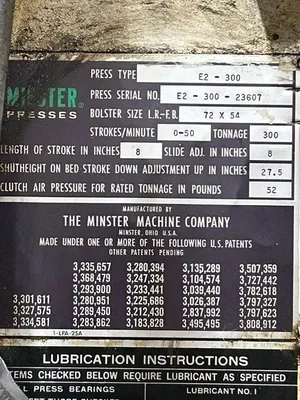 PRESS TYPE E2 - 300
MINSTER®
PRESSES
PRESS SERIAL NO. E2 - 300 - 23607
BOLSTER SIZE L.R.-F.B. 72 X 54
STROKES/MINUTE 0-50 TONNAGE 300
LENGTH OF STROKE IN INCHES 8 SLIDE ADJ. IN INCHES 8
SHUTHEIGHT ON BED STROKE DOWN ADJUSTMENT UP IN INCHES 27.5
CLUTCH AIR PRESSURE FOR RATED TONNAGE IN POUNDS 52
MANUFACTURED BY
THE MINSTER MACHINE COMPANY
MINSTER, OHIO U.S.A.
MADE UNDER ONE OR MORE OF THE FOLLOWING U.S. PATENTS
OTHER PATENTS PENDING
3,335,657 3,280,394 3,135,289 3,507,359
3,368,479 3,247,334 3,104,574 3,727,442
3,293,900 3,233,441 3,039,440 3,782,618
3,301,611 3,280,951 3,225,686 3,026,387 3,797,327
3,327,575 3,289,450 3,212,430 2,837,992 3,797,623
3,334,581 3,283,862 3,183,828 3,495,495 3,808,912
1-LPA-25A
LUBRICATION INSTRUCTIONS
ITEMS CHECKED BELOW REQUIRE LUBRICANT AS SPECIFIED
ALL PRESS BEARINGS LUBRICANT NO. 1